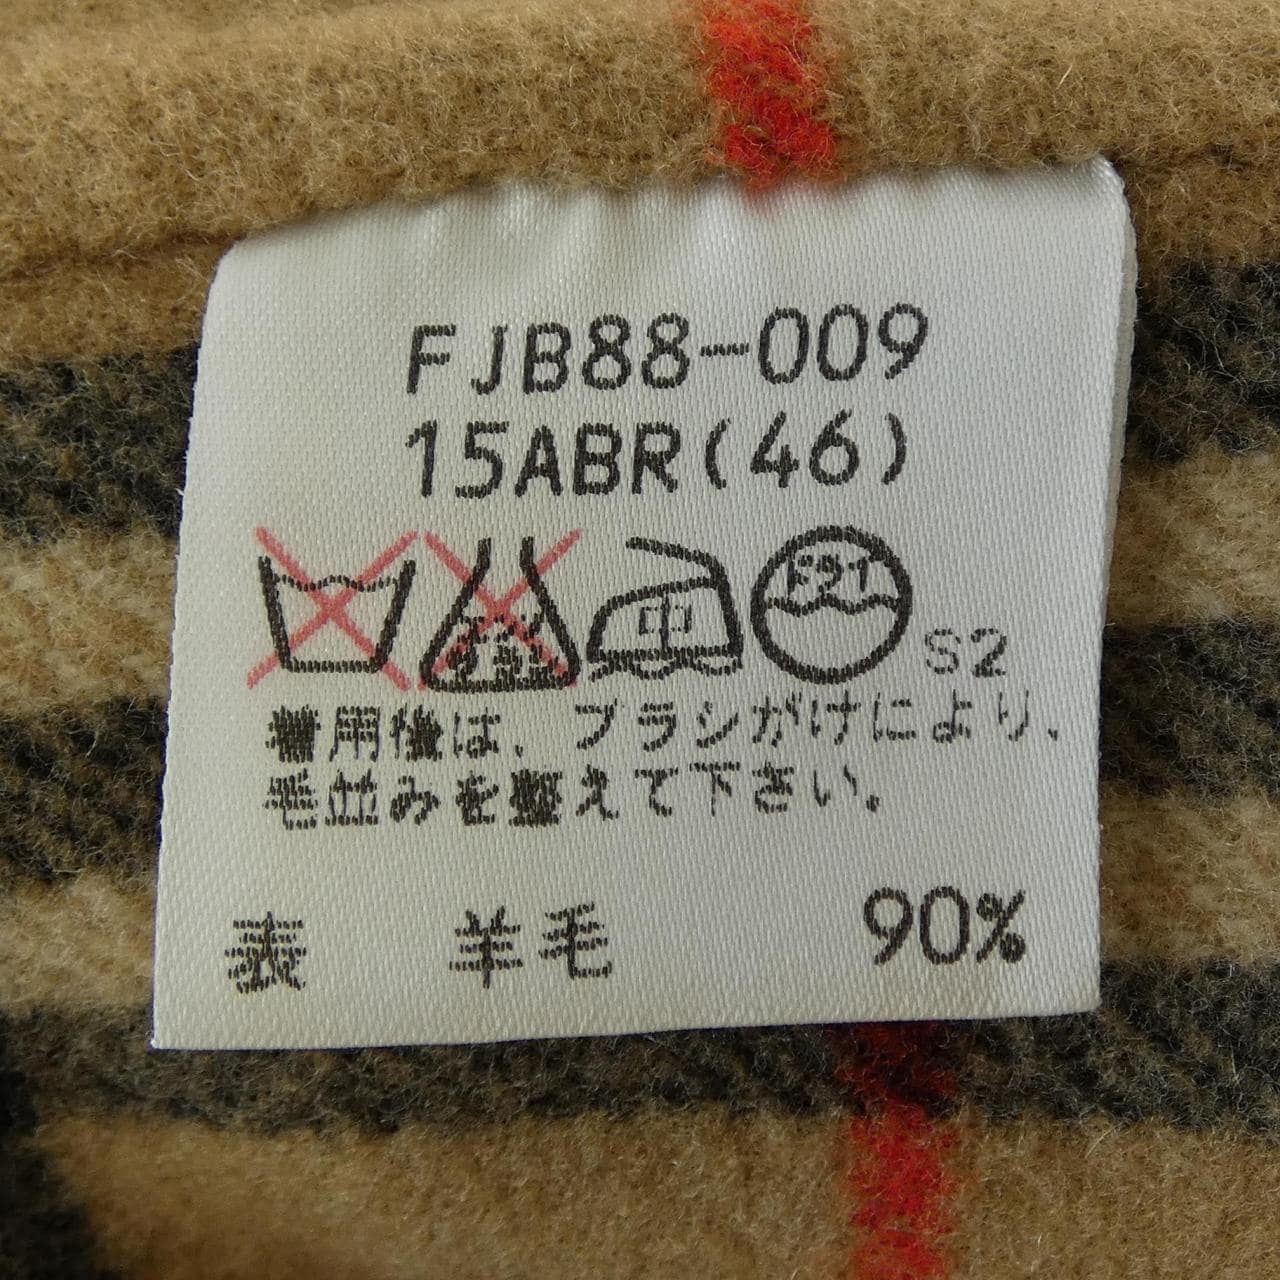 FJB88-009
15ABR(46)
中 ドライ S2
着用後は、ブラシがけにより、
毛並みを整えて下さい。
表 羊毛 90%